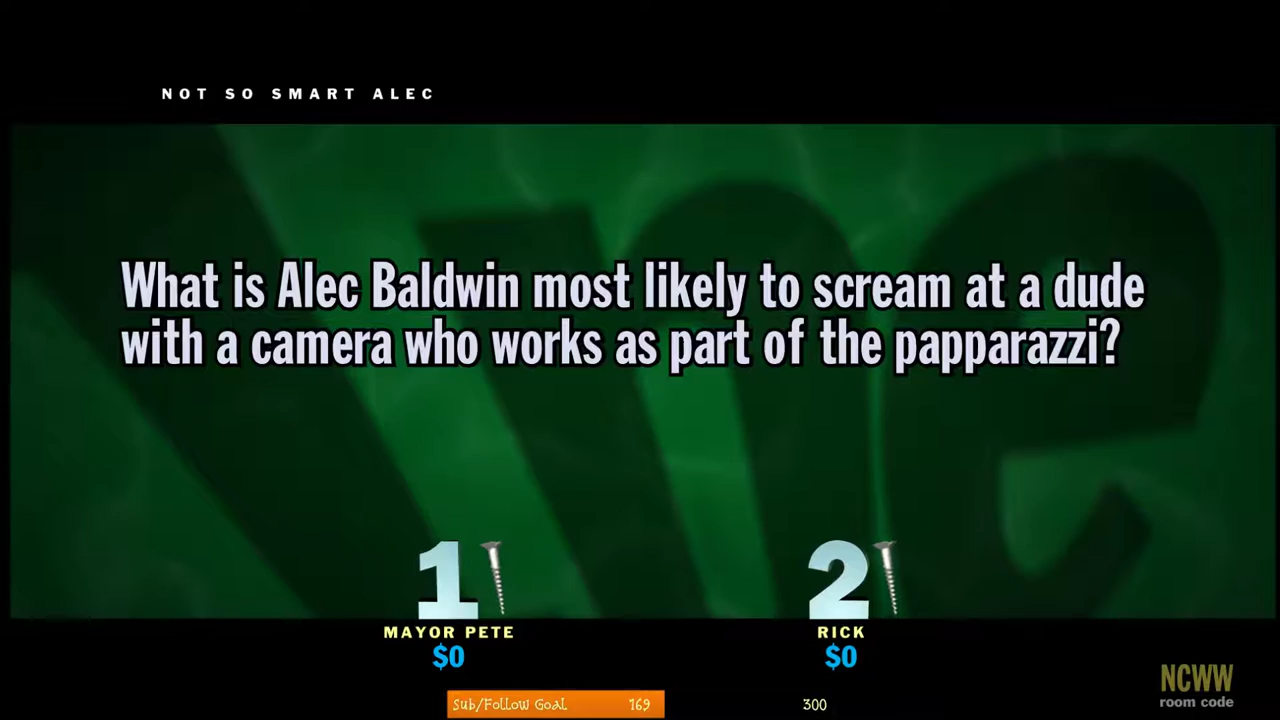 NOT SO SMART ALEC
What is Alec Baldwin most likely to scream at a dude
with a camera who works as part of the papparazzi?
1 2
MAYOR PETE RICK
$0 $0
NCWW
room code
Sub/Follow Goal 169 300